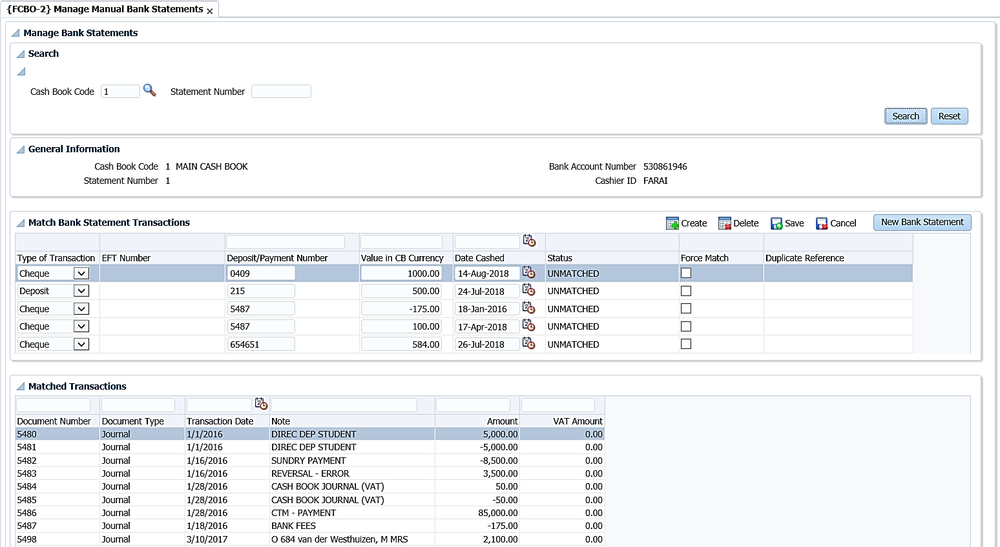 {FCBO-2} Manage Manual Bank Statements ×
Manage Bank Statements
Search
Cash Book Code 1 Statement Number
Search Reset
General Information
Cash Book Code 1 MAIN CASH BOOK Bank Account Number 530861946
Statement Number 1 Cashier ID FARAI
Match Bank Statement Transactions Create Delete Save Cancel New Bank Statement
Type of Transaction EFT Number Deposit/Payment Number Value in CB Currency Date Cashed Status Force Match Duplicate Reference
Cheque 0409 1000.00 14-Aug-2018 UNMATCHED
Deposit 215 500.00 24-Jul-2018 UNMATCHED
Cheque 5487 -175.00 18-Jan-2016 UNMATCHED
Cheque 5487 100.00 17-Apr-2018 UNMATCHED
Cheque 654651 584.00 26-Jul-2018 UNMATCHED
Matched Transactions
Document Number Document Type Transaction Date Note Amount VAT Amount
5480 Journal 1/1/2016 DIREC DEP STUDENT 5,000.00 0.00
5481 Journal 1/1/2016 DIREC DEP STUDENT -5,000.00 0.00
5482 Journal 1/16/2016 SUNDRY PAYMENT -8,500.00 0.00
5483 Journal 1/16/2016 REVERSAL - ERROR 3,500.00 0.00
5484 Journal 1/28/2016 CASH BOOK JOURNAL (VAT) 50.00 0.00
5485 Journal 1/28/2016 CASH BOOK JOURNAL (VAT) -50.00 0.00
5486 Journal 1/28/2016 CTM - PAYMENT 85,000.00 0.00
5487 Journal 1/18/2016 BANK FEES -175.00 0.00
5498 Journal 3/10/2017 O 684 van der Westhuizen, M MRS 2,100.00 0.00